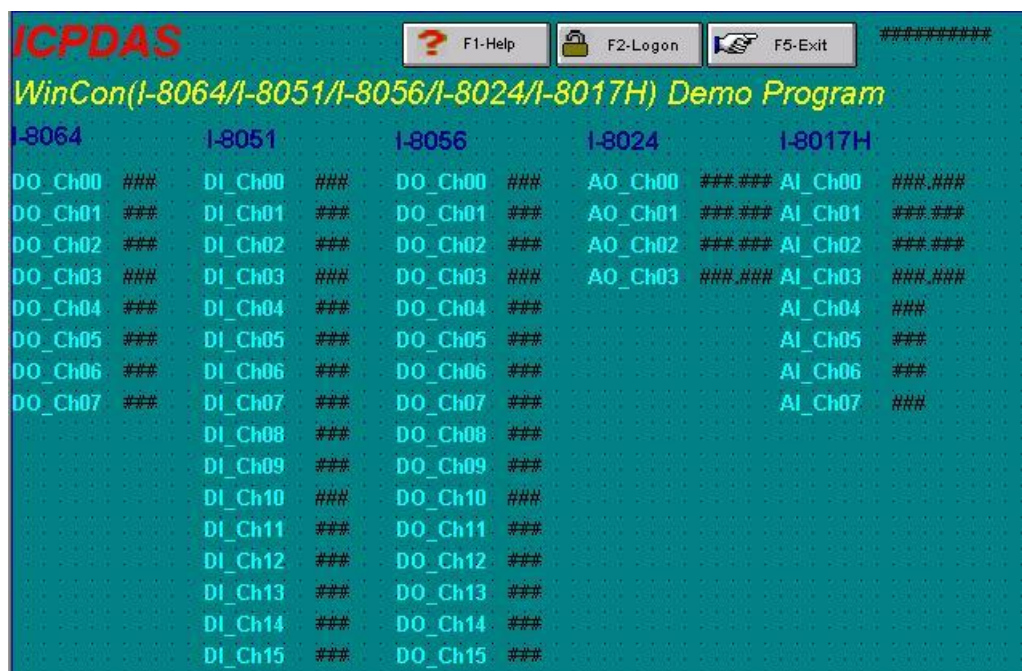 ICPDAS F1-Help F2-Logon F5-Exit ##########
WinCon(I-8064/I-8051/I-8056/I-8024/I-8017H) Demo Program
I-8064 I-8051 I-8056 I-8024 I-8017H
DO_Ch00 ### DI_Ch00 ### DO_Ch00 ### AO_Ch00 ###.### AI_Ch00 ###.###
DO_Ch01 ### DI_Ch01 ### DO_Ch01 ### AO_Ch01 ###.### AI_Ch01 ###.###
DO_Ch02 ### DI_Ch02 ### DO_Ch02 ### AO_Ch02 ###.### AI_Ch02 ###.###
DO_Ch03 ### DI_Ch03 ### DO_Ch03 ### AO_Ch03 ###.### AI_Ch03 ###.###
DO_Ch04 ### DI_Ch04 ### DO_Ch04 ### AI_Ch04 ###
DO_Ch05 ### DI_Ch05 ### DO_Ch05 ### AI_Ch05 ###
DO_Ch06 ### DI_Ch06 ### DO_Ch06 ### AI_Ch06 ###
DO_Ch07 ### DI_Ch07 ### DO_Ch07 ### AI_Ch07 ###
DI_Ch08 ### DO_Ch08 ###
DI_Ch09 ### DO_Ch09 ###
DI_Ch10 ### DO_Ch10 ###
DI_Ch11 ### DO_Ch11 ###
DI_Ch12 ### DO_Ch12 ###
DI_Ch13 ### DO_Ch13 ###
DI_Ch14 ### DO_Ch14 ###
DI_Ch15 ### DO_Ch15 ###